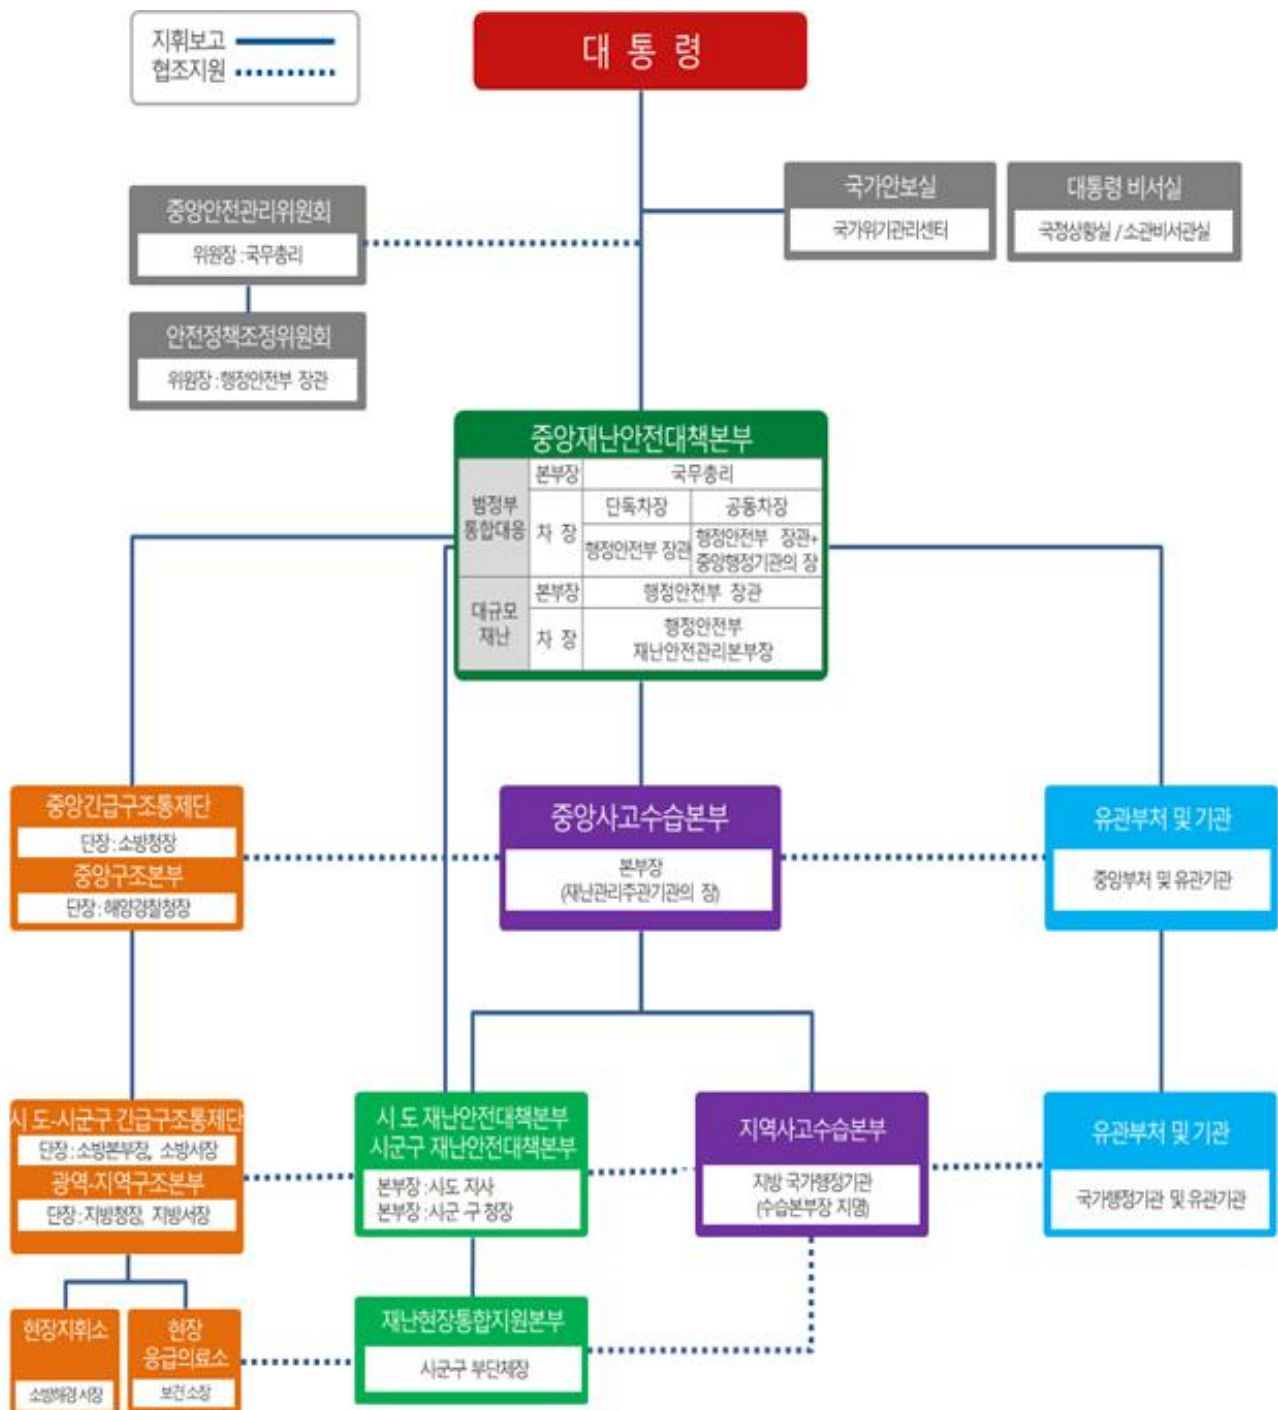 지휘보고
협조지원
대 통 령
국가안보실
국가위기관리센터
대통령 비서실
국정상황실 / 소관비서관실
중앙안전관리위원회
위원장 : 국무총리
안전정책조정위원회
위원장 : 행정안전부 장관
중앙재난안전대책본부
범정부
통합대응
본부장
국무총리
차 장
단독차장
공동차장
행정안전부 장관
행정안전부 장관+
중앙행정기관의 장
대규모
재난
본부장
행정안전부 장관
차 장
행정안전부
재난안전관리본부장
중앙긴급구조통제단
단장 : 소방청장
중앙구조본부
단장 : 해양경찰청장
중앙사고수습본부
본부장
(재난관리주관기관의 장)
유관부처 및 기관
중앙부처 및 유관기관
시 도-시군구 긴급구조통제단
단장 : 소방본부장, 소방서장
광역-지역구조본부
단장 : 지방청장, 지방서장
시 도 재난안전대책본부
시군구 재난안전대책본부
본부장 : 시도 지사
본부장 : 시군 구 청장
지역사고수습본부
지방 국가행정기관
(수습본부장 지명)
유관부처 및 기관
국가행정기관 및 유관기관
현장지휘소
소방해경 서장
현장
응급의료소
보건 소장
재난현장통합지원본부
시군구 부단체장